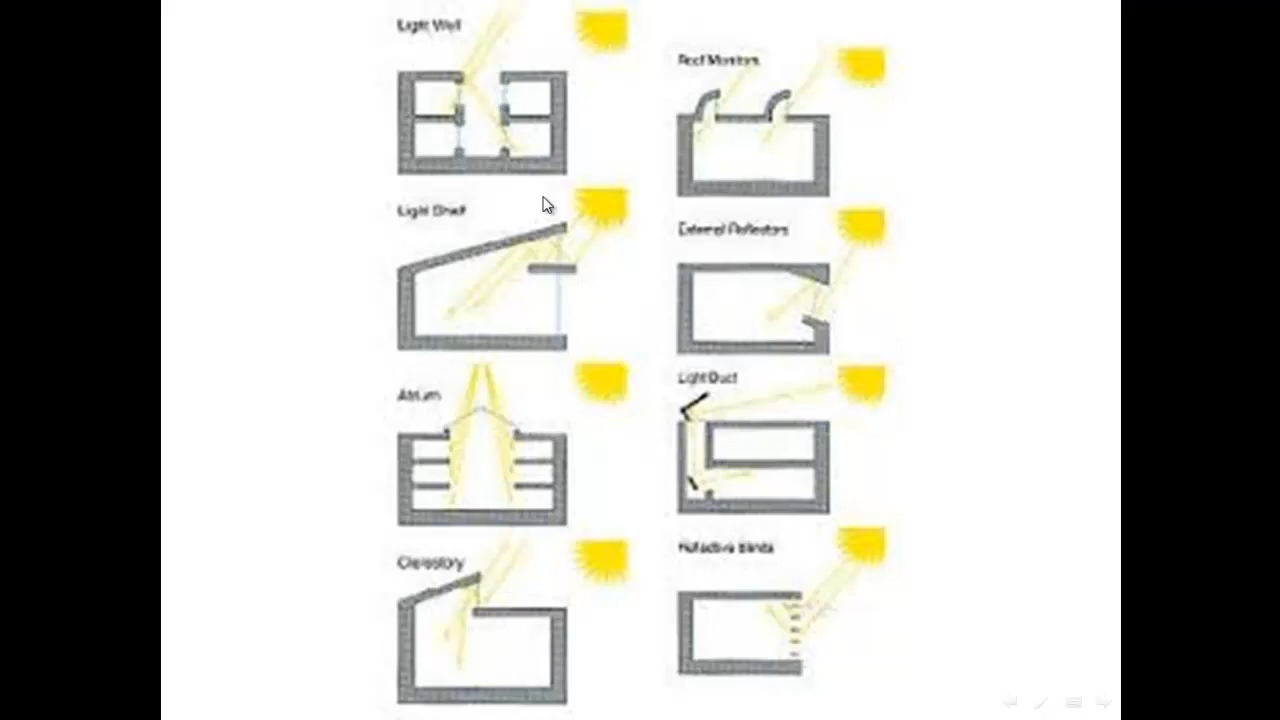 Light Well
Roof Monitors
Light Shelf
External Reflectors
Atrium
Light Duct
Clerestory
Reflective Blinds